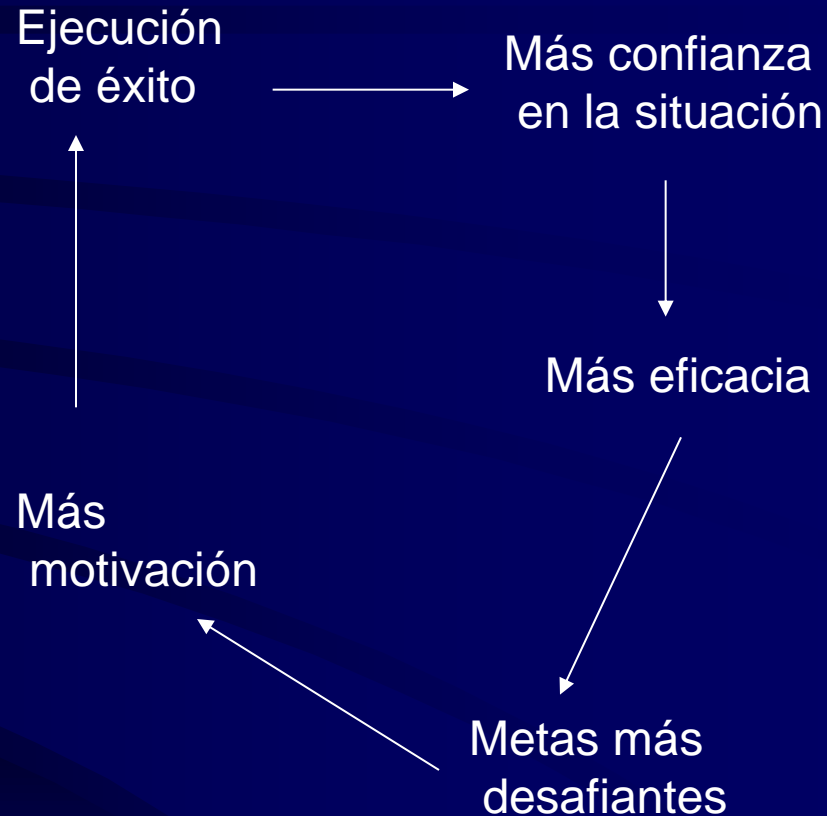 Ejecución
de éxito
Más confianza
en la situación
Más eficacia
Más
motivación
Metas más
desafiantes